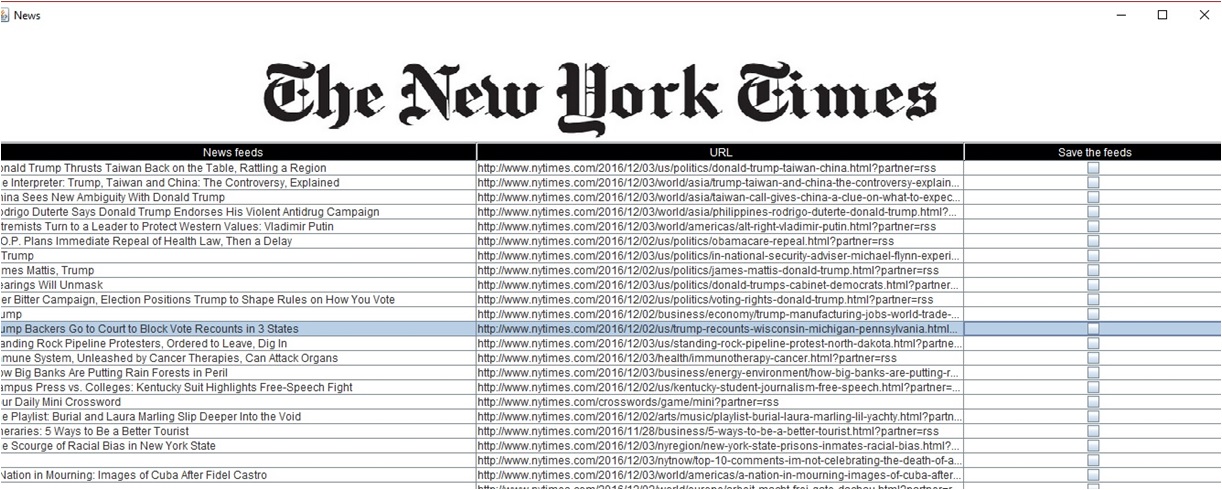 News
The New York Times
News feeds URL Save the feeds
onald Trump Thrusts Taiwan Back on the Table, Rattling a Region http://www.nytimes.com/2016/12/03/us/politics/donald-trump-taiwan-china.html?partner=rss
e Interpreter: Trump, Taiwan and China: The Controversy, Explained http://www.nytimes.com/2016/12/03/world/asia/trump-taiwan-and-china-the-controversy-explain...
hina Sees New Ambiguity With Donald Trump http://www.nytimes.com/2016/12/03/world/asia/taiwan-call-gives-china-a-clue-on-what-to-expec...
odrigo Duterte Says Donald Trump Endorses His Violent Antidrug Campaign http://www.nytimes.com/2016/12/03/world/asia/philippines-rodrigo-duterte-donald-trump.html?...
tremists Turn to a Leader to Protect Western Values: Vladimir Putin http://www.nytimes.com/2016/12/03/world/americas/alt-right-vladimir-putin.html?partner=rss
.O.P. Plans Immediate Repeal of Health Law, Then a Delay http://www.nytimes.com/2016/12/02/us/politics/obamacare-repeal.html?partner=rss
Trump http://www.nytimes.com/2016/12/03/us/politics/in-national-security-adviser-michael-flynn-experi...
mes Mattis, Trump http://www.nytimes.com/2016/12/02/us/politics/james-mattis-donald-trump.html?partner=rss
earings Will Unmask http://www.nytimes.com/2016/12/02/us/politics/donald-trumps-cabinet-democrats.html?partner...
er Bitter Campaign, Election Positions Trump to Shape Rules on How You Vote http://www.nytimes.com/2016/12/02/us/politics/voting-rights-donald-trump.html?partner=rss
ump http://www.nytimes.com/2016/12/02/business/economy/trump-manufacturing-jobs-world-trade-...
ump Backers Go to Court to Block Vote Recounts in 3 States http://www.nytimes.com/2016/12/02/us/trump-recounts-wisconsin-michigan-pennsylvania.html...
anding Rock Pipeline Protesters, Ordered to Leave, Dig In http://www.nytimes.com/2016/12/02/us/standing-rock-pipeline-protest-north-dakota.html?partne...
mune System, Unleashed by Cancer Therapies, Can Attack Organs http://www.nytimes.com/2016/12/03/health/immunotherapy-cancer.html?partner=rss
ow Big Banks Are Putting Rain Forests in Peril http://www.nytimes.com/2016/12/03/business/energy-environment/how-big-banks-are-putting-r...
ampus Press vs. Colleges: Kentucky Suit Highlights Free-Speech Fight http://www.nytimes.com/2016/12/02/us/kentucky-student-journalism-free-speech.html?partner=...
ur Daily Mini Crossword http://www.nytimes.com/crosswords/game/mini?partner=rss
e Playlist: Burial and Laura Marling Slip Deeper Into the Void http://www.nytimes.com/2016/12/02/arts/music/playlist-burial-laura-marling-lil-yachty.html?partn...
neraries: 5 Ways to Be a Better Tourist http://www.nytimes.com/2016/11/28/business/5-ways-to-be-a-better-tourist.html?partner=rss
e Scourge of Racial Bias in New York State http://www.nytimes.com/2016/12/03/nyregion/new-york-state-prisons-inmates-racial-bias.html?...
http://www.nytimes.com/2016/12/03/nytnow/top-10-comments-im-not-celebrating-the-death-of-a...
Nation in Mourning: Images of Cuba After Fidel Castro http://www.nytimes.com/2016/12/03/world/americas/a-nation-in-mourning-images-of-cuba-after...